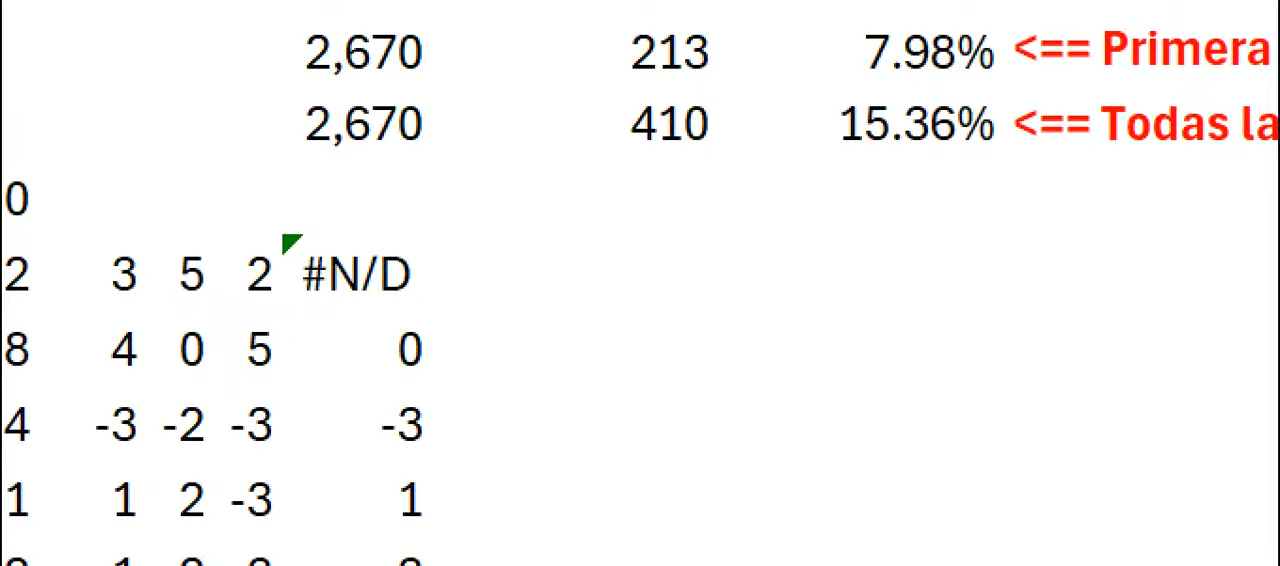 2,670 213 7.98% <== Primera
2,670 410 15.36% <== Todas la
0
2 3 5 2 #N/D
8 4 0 5 0
4 -3 -2 -3 -3
1 1 2 -3 1